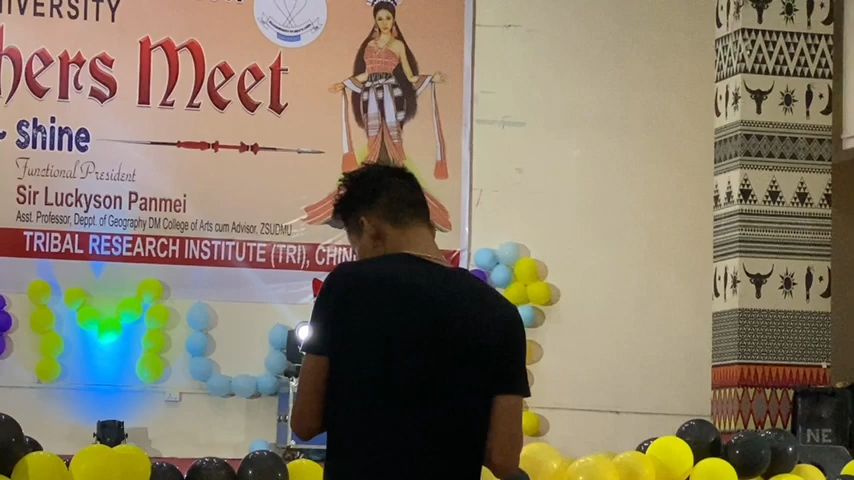 NIVERSITY
hers Meet
Shine
Functional President
Sir Luckyson Panmei
Asst. Professor, Deppt. of Geography DM College of Arts cum Advisor, ZSUDMU
TRIBAL RESEARCH INSTITUTE (TRI), CHIN
NE